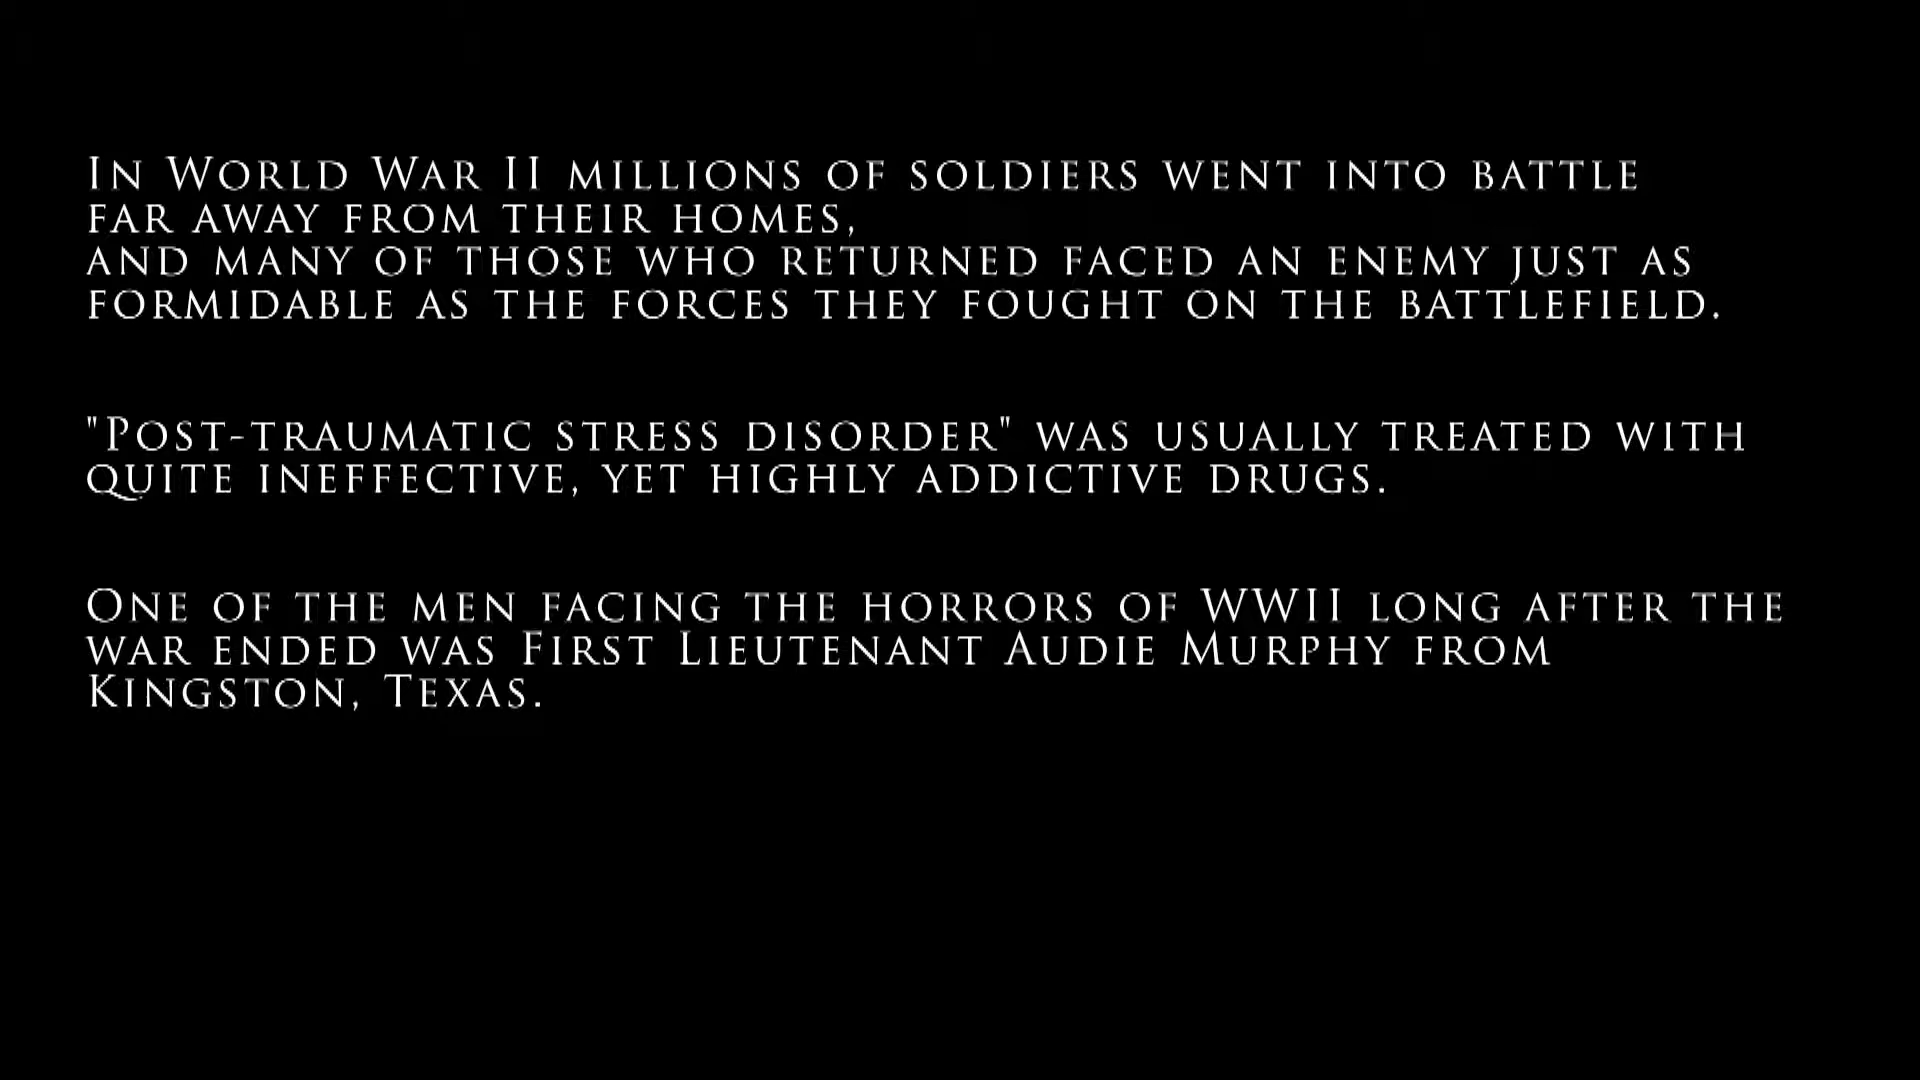 In World War II millions of soldiers went into battle
far away from their homes,
and many of those who returned faced an enemy just as
formidable as the forces they fought on the battlefield.
"Post-traumatic stress disorder" was usually treated with
quite ineffective, yet highly addictive drugs.
One of the men facing the horrors of WWII long after the
war ended was First Lieutenant Audie Murphy from
Kingston, Texas.